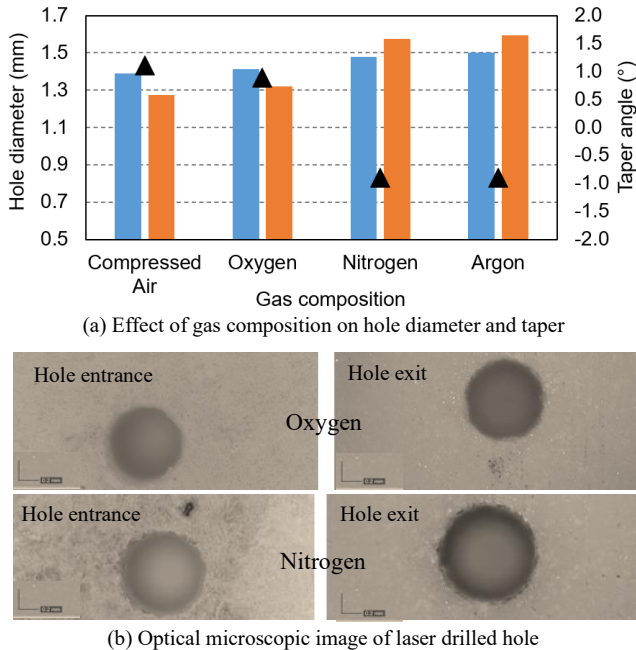 Hole diameter (mm)
1.7
1.5
1.3
1.1
0.9
0.7
0.5
2.0
1.5
1.0
0.5
0.0
-0.5
-1.0
-1.5
-2.0
Taper angle (°)
Compressed
Air
Oxygen
Nitrogen
Argon
Gas composition
(a) Effect of gas composition on hole diameter and taper
Hole entrance
Hole exit
Oxygen
Hole entrance
Hole exit
Nitrogen
(b) Optical microscopic image of laser drilled hole